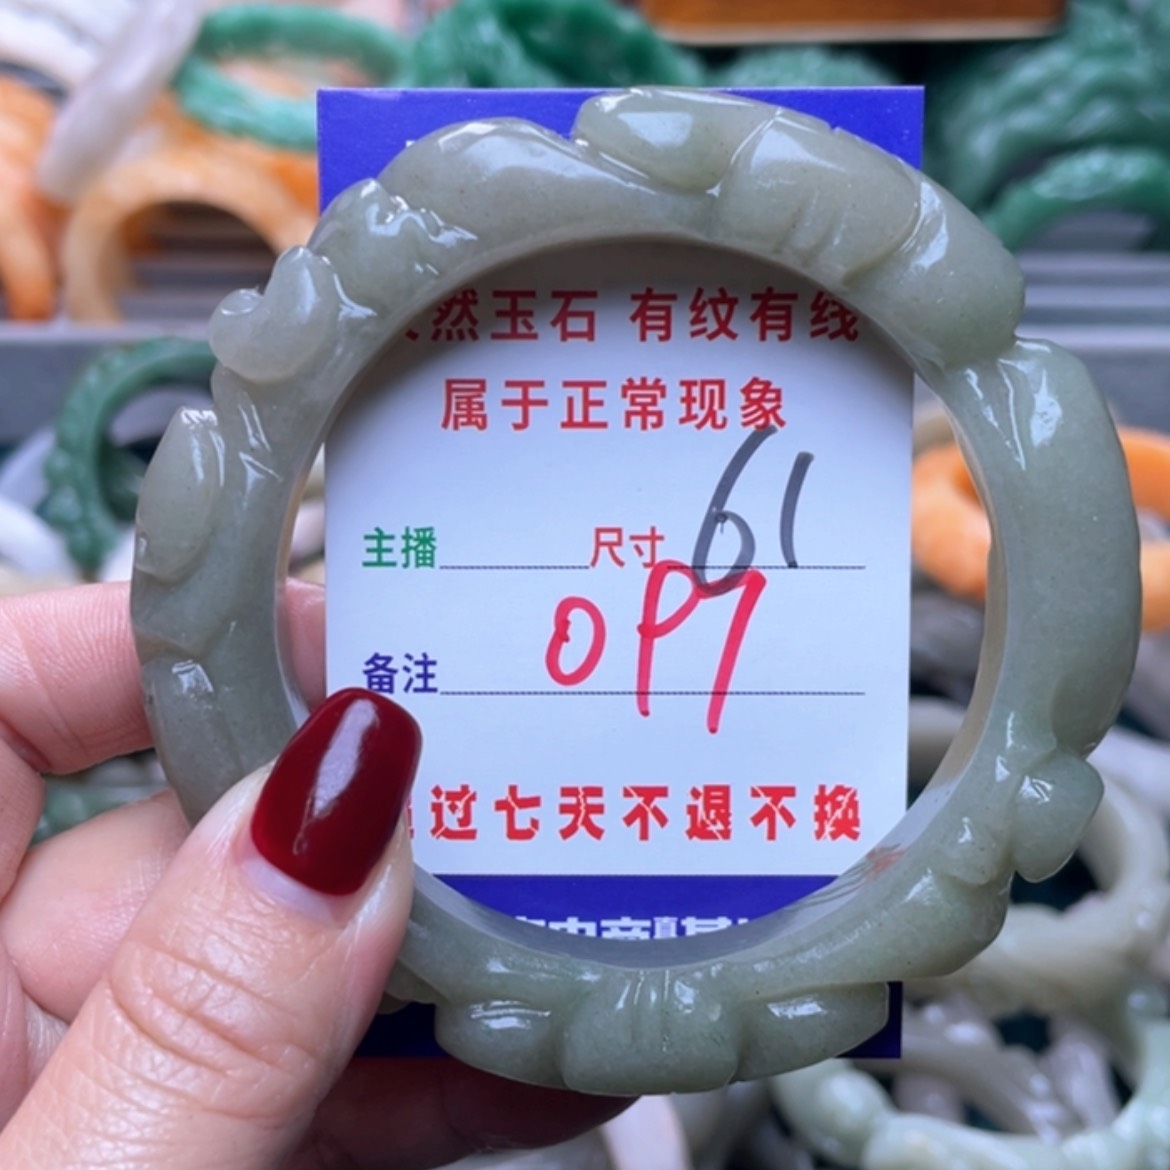 然玉石 有纹有线
属于正常现象
主播 尺寸 61
备注 0P7
过七天不退不换